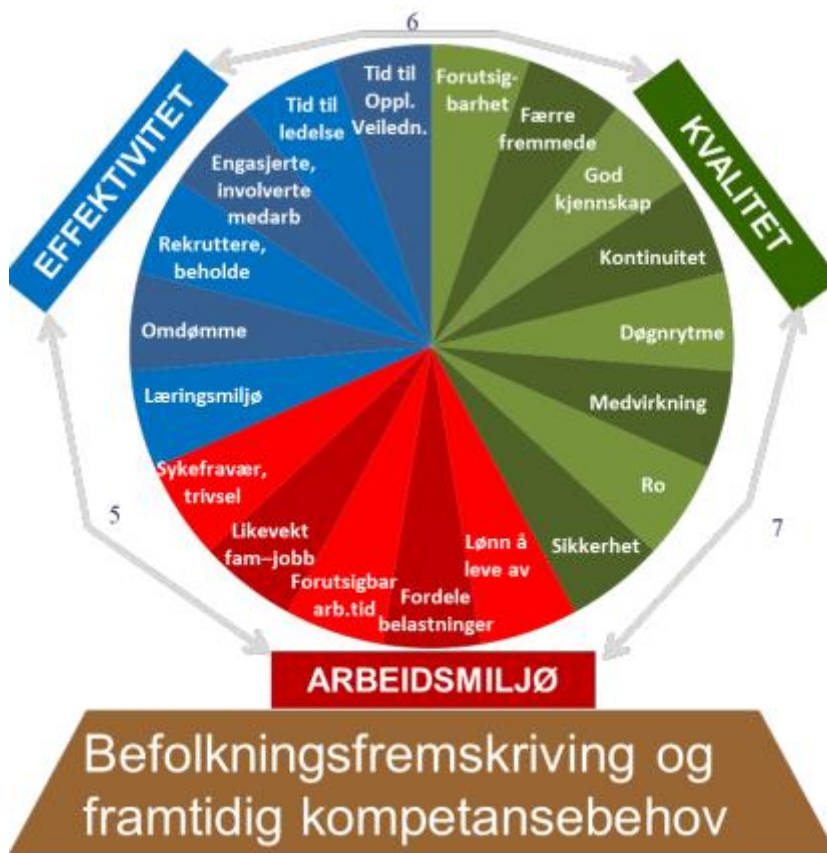 6
EFFEKTIVITET
KVALITET
Tid til
Oppl.
Veiledn.
Forutsig-
barhet
Tid til
ledelse
Færre
fremmede
Engasjerte,
involverte
medarb
God
kjennskap
Rekruttere,
beholde
Kontinuitet
Omdømme
Døgnrytme
Læringsmiljø
Medvirkning
Sykefravær,
trivsel
Ro
5
7
Likevekt
fam–jobb
Lønn å
leve av
Sikkerhet
Forutsigbar
arb.tid
Fordele
belastninger
ARBEIDSMILJØ
Befolkningsfremskriving og
framtidig kompetansebehov